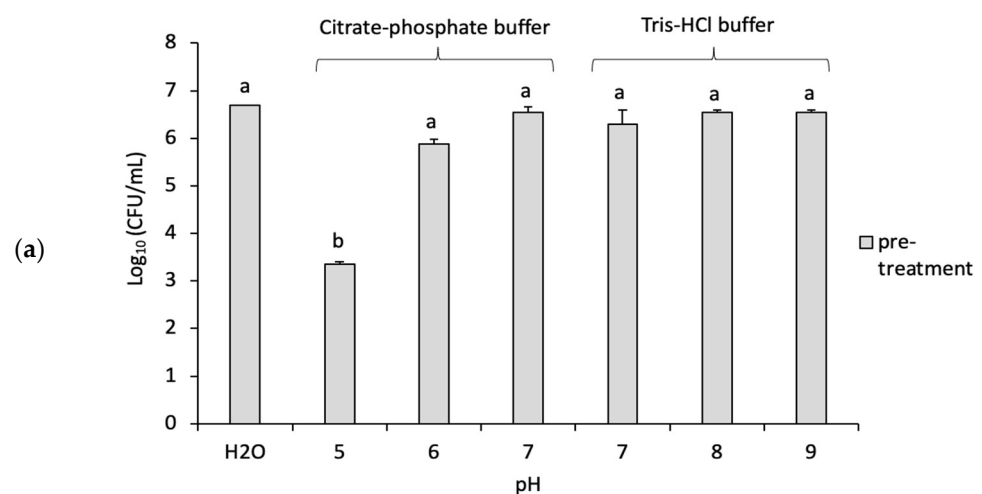 (a)
Citrate-phosphate buffer
Tris-HCl buffer
Log₁₀ (CFU/mL)
8
7
6
5
4
3
2
1
0
a
b
a
a
a
a
a
H2O
5
6
7
7
8
9
pH
pre-
treatment